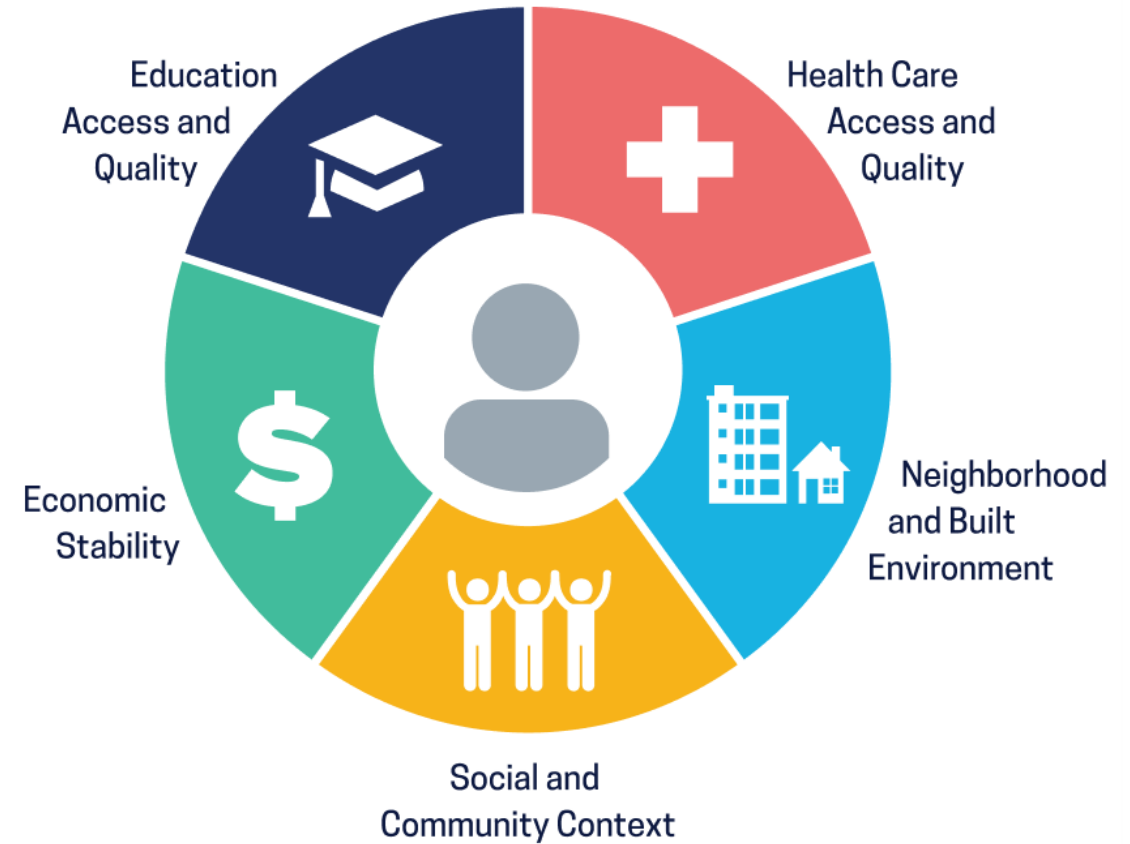 Education
Access and
Quality
Health Care
Access and
Quality
Economic
Stability
Neighborhood
and Built
Environment
Social and
Community Context